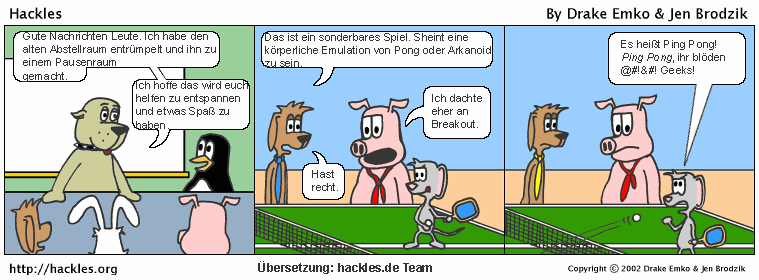 Hackles
By Drake Emko & Jen Brodzik
Gute Nachrichten Leute. Ich habe den
alten Abstellraum entrümpelt und ihn zu
einem Pausenraum
gemacht.
Ich hoffe das wird euch
helfen zu entspannen
und etwas Spaß zu
haben
Das ist ein sonderbares Spiel. Sheint eine
körperliche Emulation von Pong oder Arkanoid
zu sein.
Ich dachte
eher an
Breakout.
Hast
recht.
Es heißt Ping Pong!
Ping Pong, ihr blöden
@#!&#! Geeks!
http://hackles.org
Übersetzung: hackles.de Team
Copyright © 2002 Drake Emko & Jen Brodzik